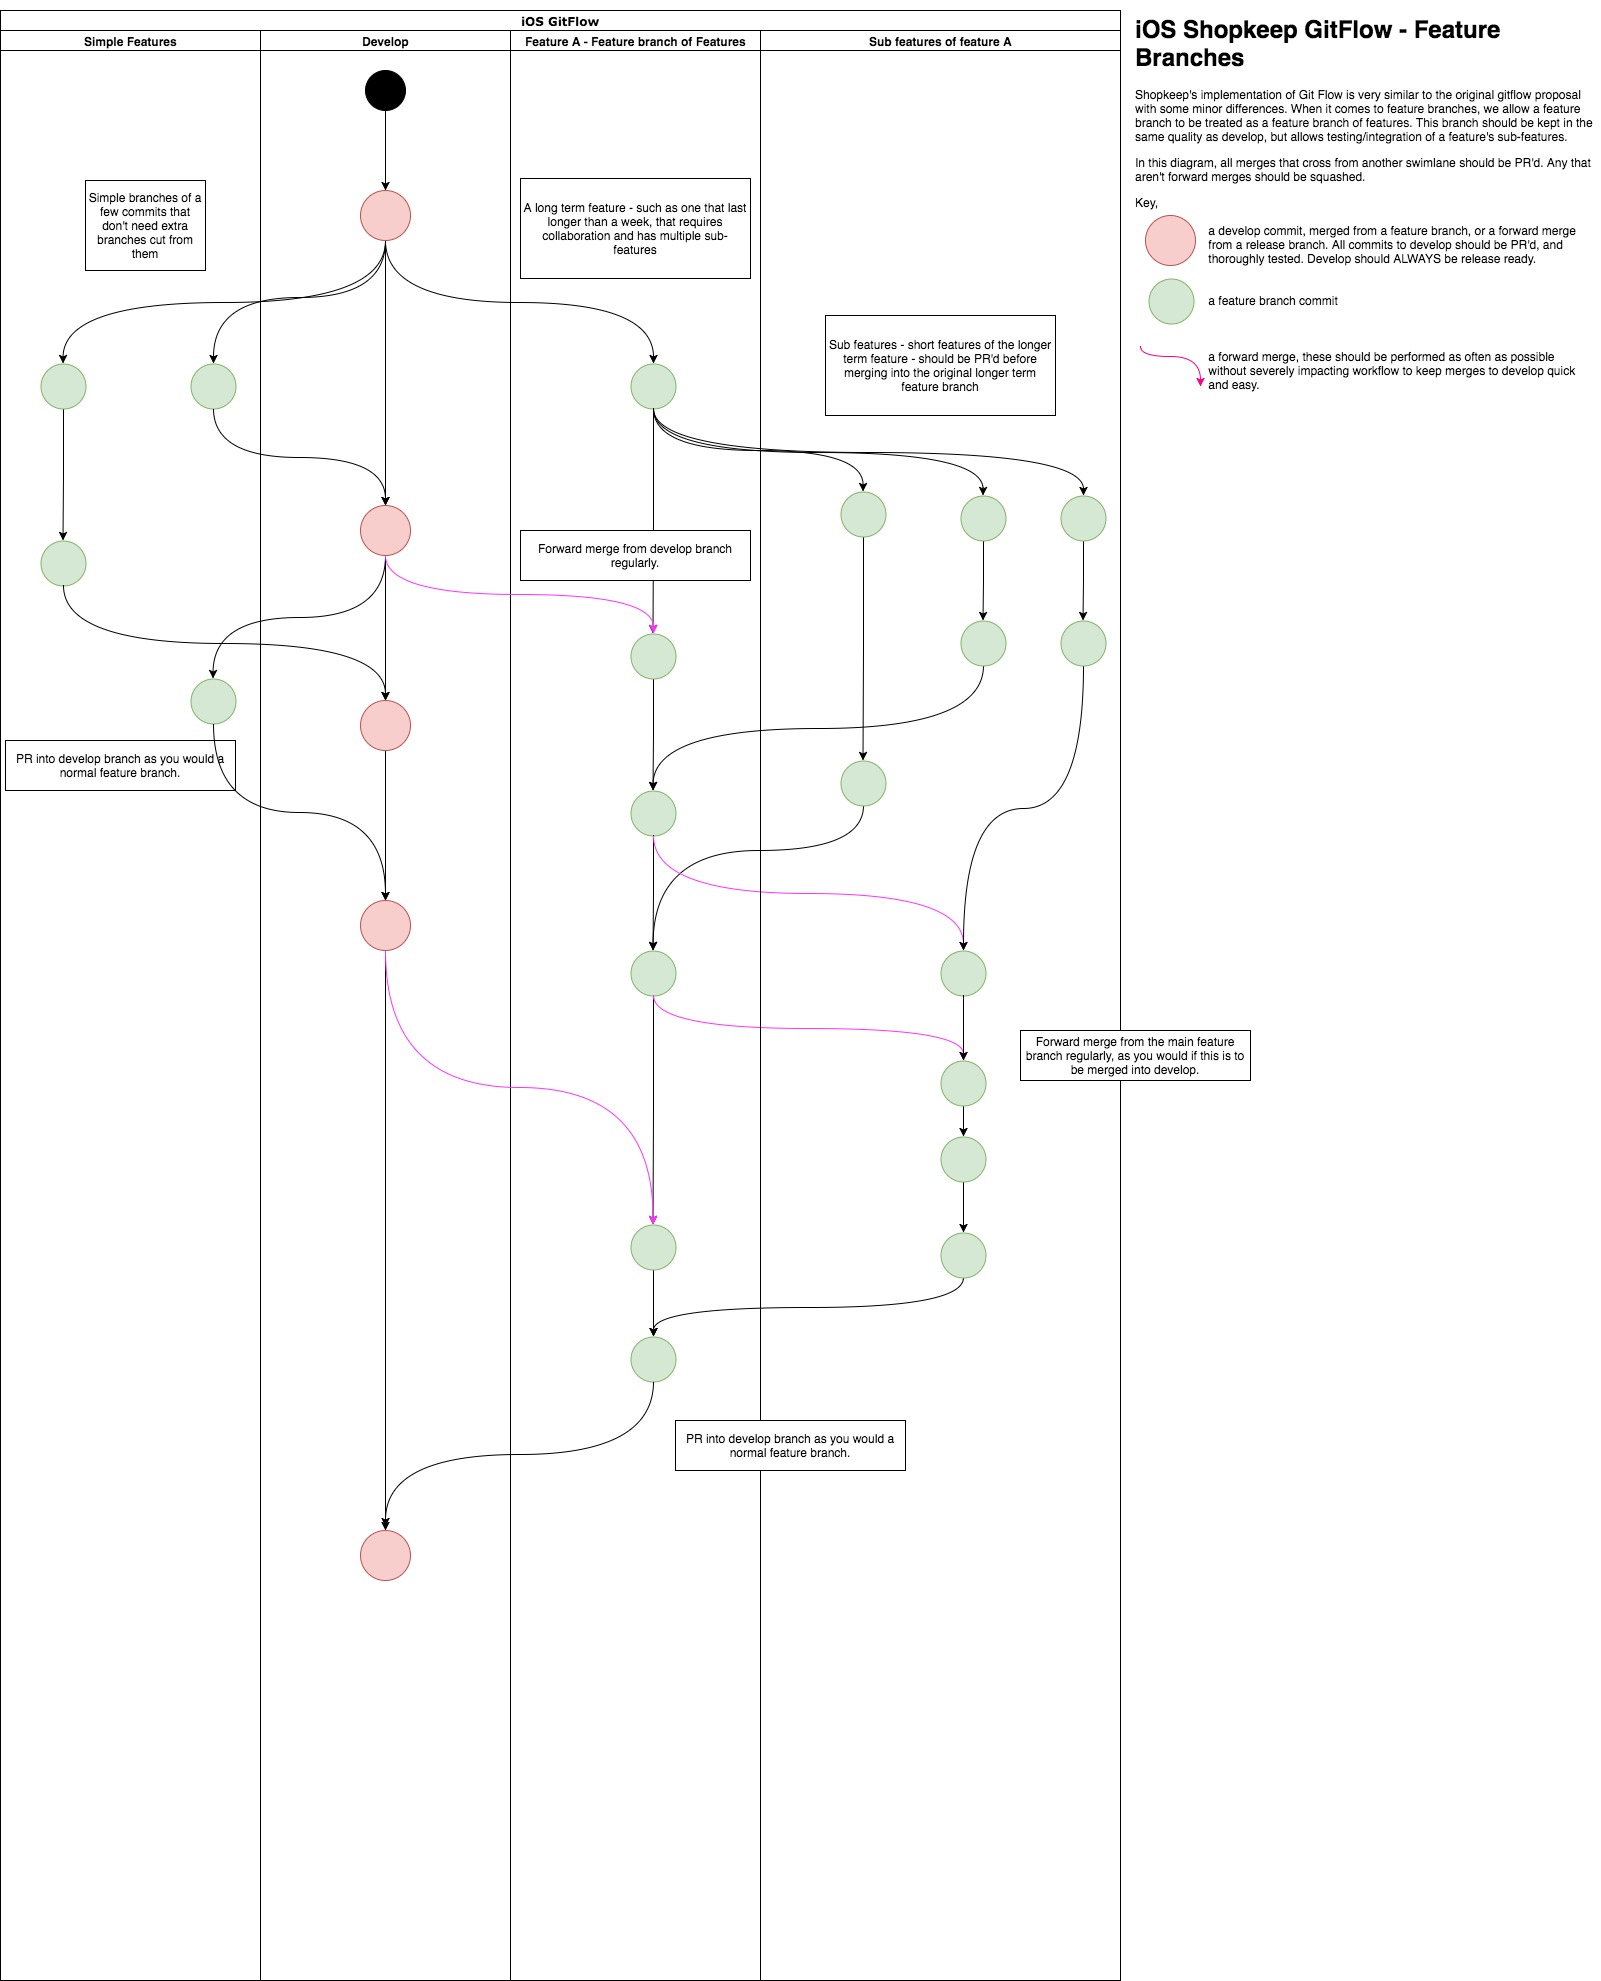 iOS GitFlow
Simple Features
Develop
Feature A - Feature branch of Features
Sub features of feature A
Simple branches of a
few commits that
don't need extra
branches cut from
them
A long term feature - such as one that last
longer than a week, that requires
collaboration and has multiple sub-
features
Sub features - short features of the longer
term feature - should be PR'd before
merging into the original longer term
feature branch
Forward merge from develop branch
regularly.
PR into develop branch as you would a
normal feature branch.
Forward merge from the main feature
branch regularly, as you would if this is to
be merged into develop.
PR into develop branch as you would a
normal feature branch.
iOS Shopkeep GitFlow - Feature
Branches
Shopkeep's implementation of Git Flow is very similar to the original gitflow proposal
with some minor differences. When it comes to feature branches, we allow a feature
branch to be treated as a feature branch of features. This branch should be kept in the
same quality as develop, but allows testing/integration of a feature's sub-features.
In this diagram, all merges that cross from another swimlane should be PR'd. Any that
aren't forward merges should be squashed.
Key,
a develop commit, merged from a feature branch, or a forward merge
from a release branch. All commits to develop should be PR'd, and
thoroughly tested. Develop should ALWAYS be release ready.
a feature branch commit
a forward merge, these should be performed as often as possible
without severely impacting workflow to keep merges to develop quick
and easy.